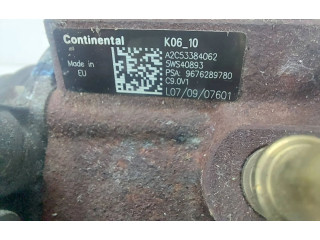 Continental K06_10
A2C53384062
5WS40893
Made in EU
PSA: 9676289780
C9.0V1
L07/09/07601